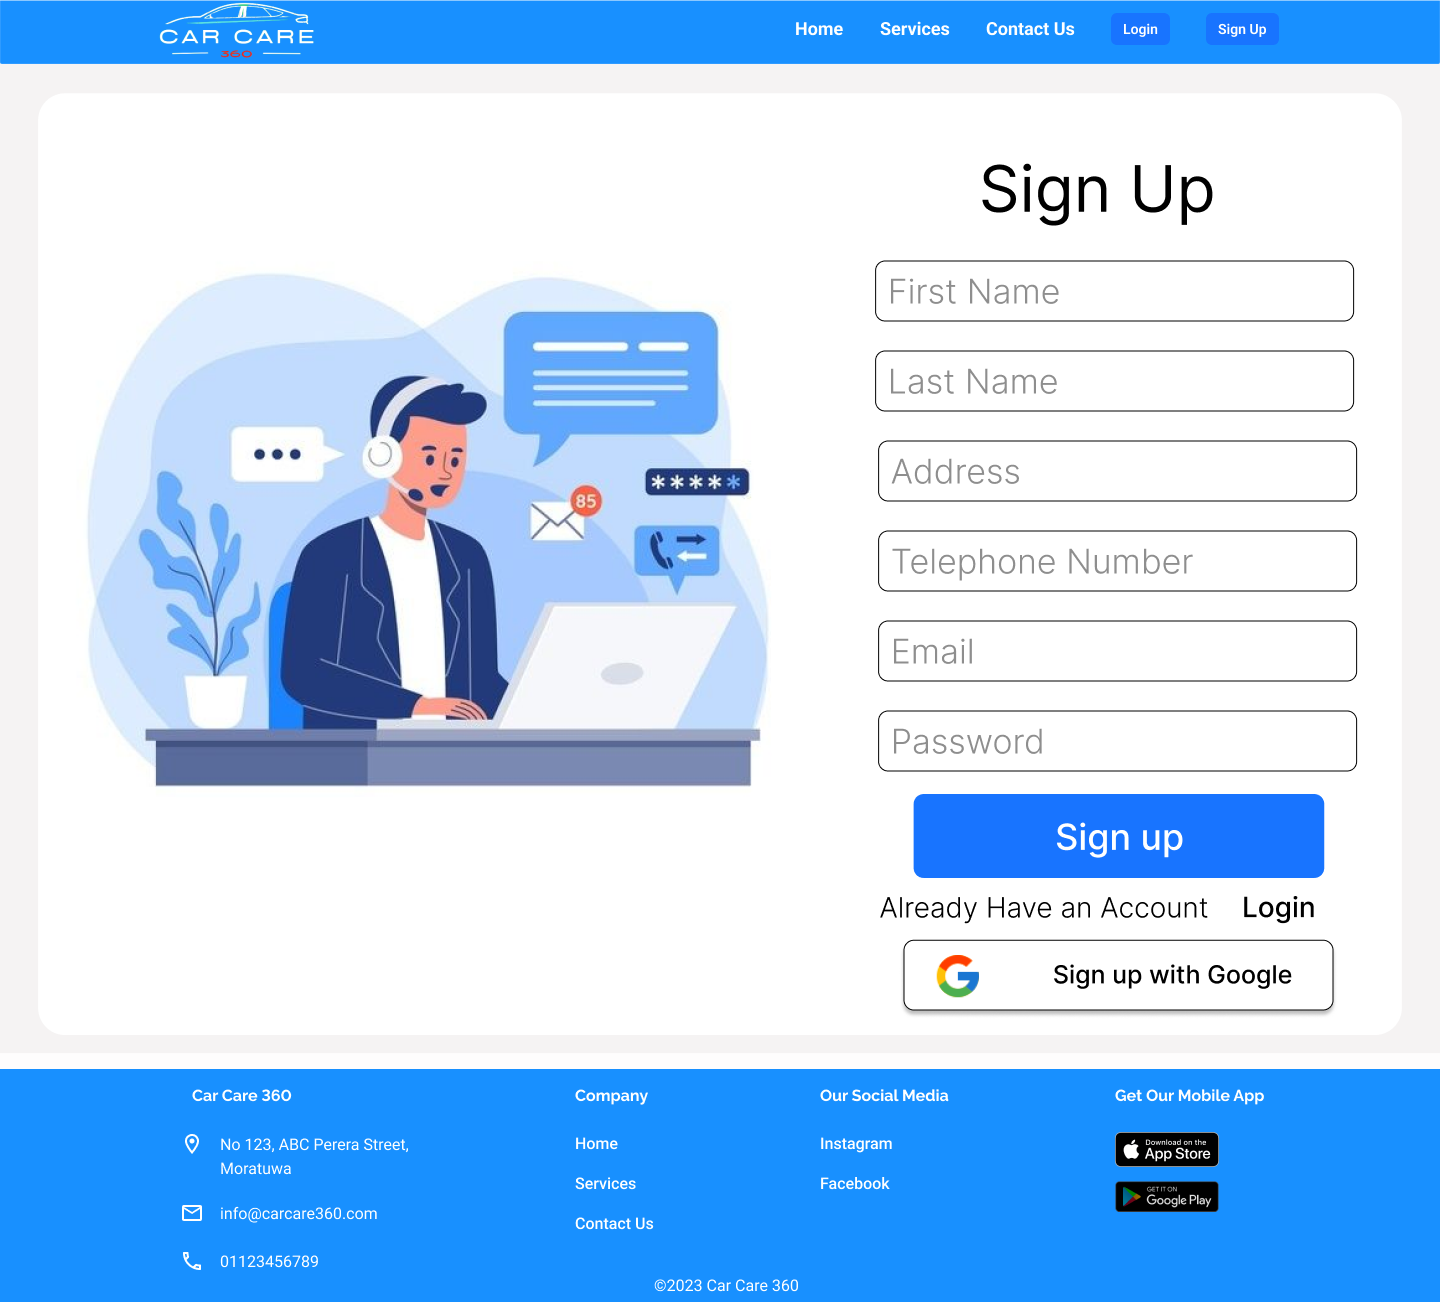 CAR CARE
360
Home
Services
Contact Us
Login
Sign Up
Sign Up
First Name
Last Name
Address
Telephone Number
Email
Password
Sign up
Already Have an Account
Login
Sign up with Google
85
*****
Car Care 360
No 123, ABC Perera Street,
Moratuwa
info@carcare360.com
01123456789
Company
Home
Services
Contact Us
Our Social Media
Instagram
Facebook
Get Our Mobile App
Download on the
App Store
GET IT ON
Google Play
©2023 Car Care 360